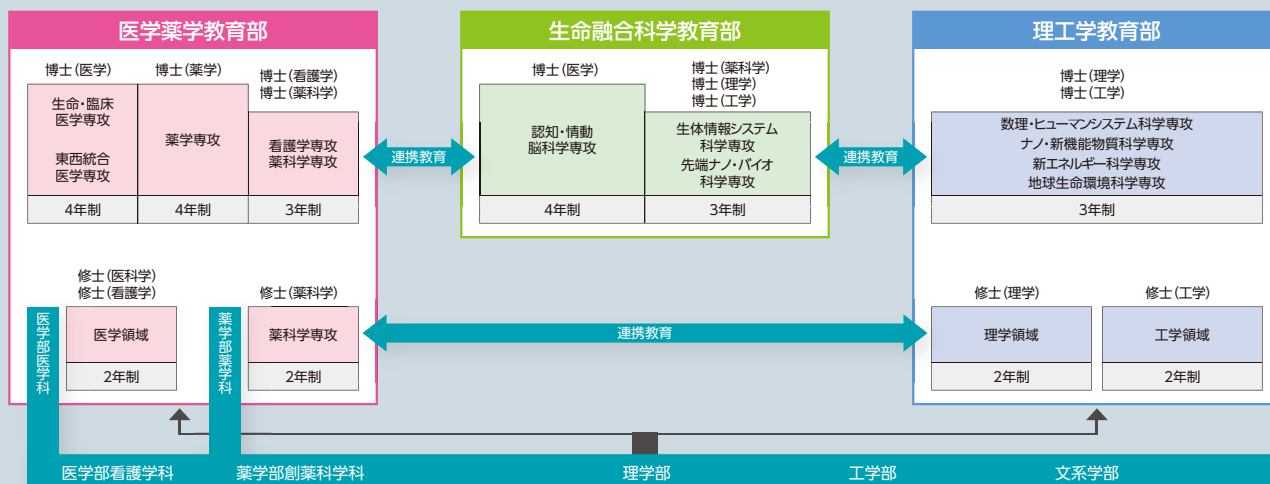 医学薬学教育部
博士(医学)
博士(薬学)
博士(看護学)
博士(薬科学)
生命・臨床
医学専攻
東西統合
医学専攻
薬学専攻
看護学専攻
薬科学専攻
4年制
4年制
3年制
修士(医科学)
修士(看護学)
修士(薬科学)
医学領域
薬科学専攻
2年制
2年制
連携教育
生命融合科学教育部
博士(医学)
博士(薬科学)
博士(理学)
博士(工学)
認知・情動
脳科学専攻
生体情報システム
科学専攻
先端ナノ・バイオ
科学専攻
4年制
3年制
連携教育
理工学教育部
博士(理学)
博士(工学)
数理・ヒューマンシステム科学専攻
ナノ・新機能物質科学専攻
新エネルギー科学専攻
地球生命環境科学専攻
3年制
連携教育
修士(理学)
修士(工学)
理学領域
工学領域
2年制
2年制
医学部医学科
薬学部薬学科
医学部看護学科
薬学部創薬科学科
理学部
工学部
文系学部